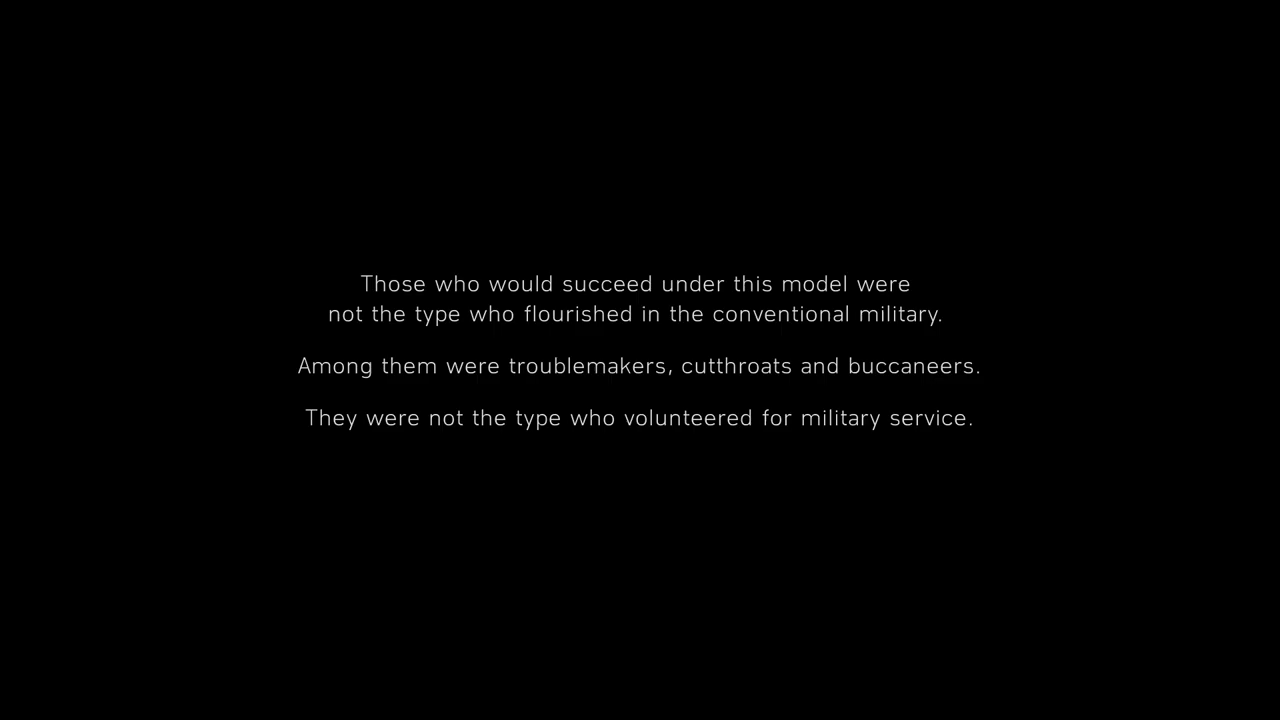 Those who would succeed under this model were
not the type who flourished in the conventional military.
Among them were troublemakers, cutthroats and buccaneers.
They were not the type who volunteered for military service.